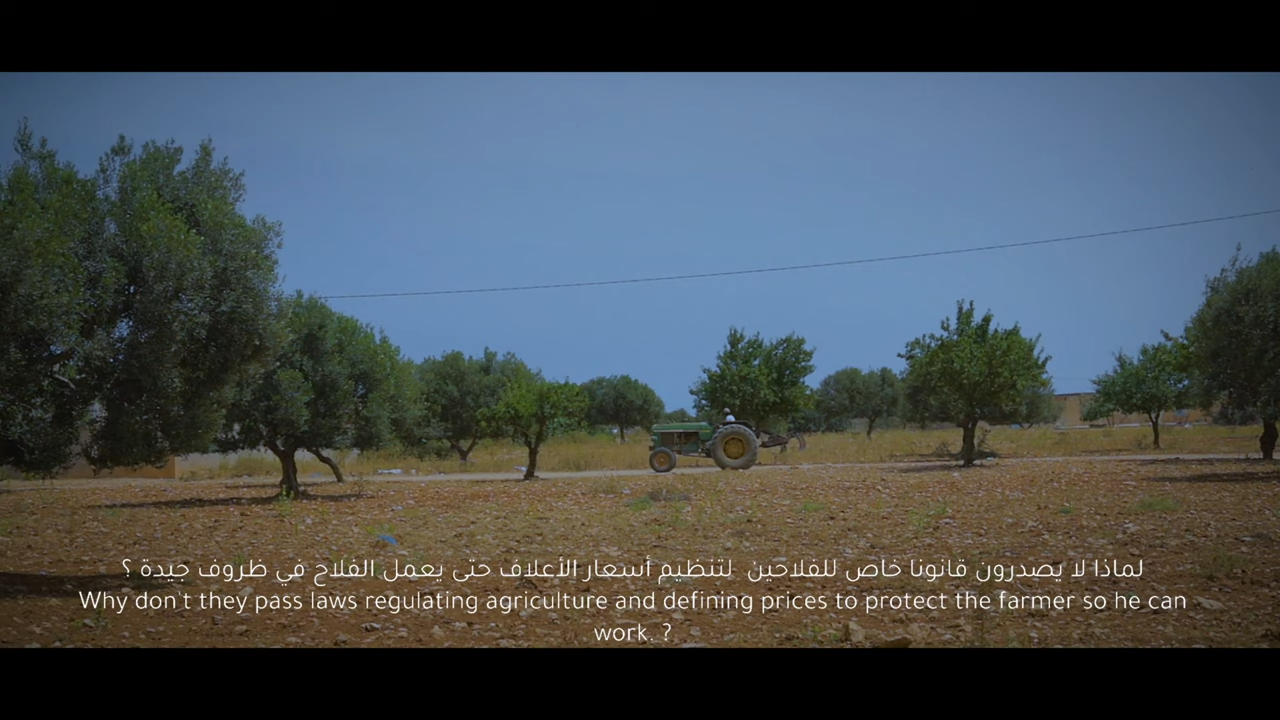 لماذا لا يصدرون قانونا خاص للفلاحين لتنظيم أسعار الأعلاف حتى يعمل الفلاح في ظروف جيدة ؟
Why don't they pass laws regulating agriculture and defining prices to protect the farmer so he can
work. ?